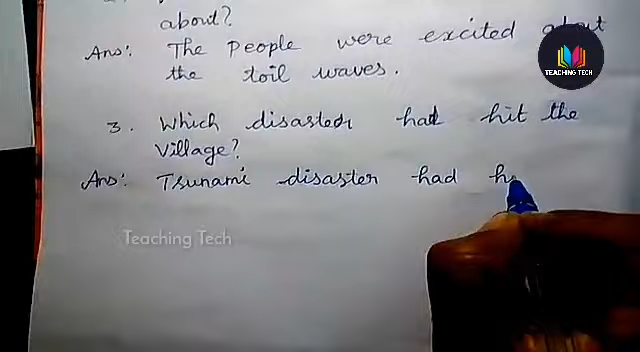 about?
Ans: The People were excited about
the toil waves.
3. Which disaster had hit the
village?
Ans: Tsunami disaster had h
Teaching Tech
TEACHING TECH